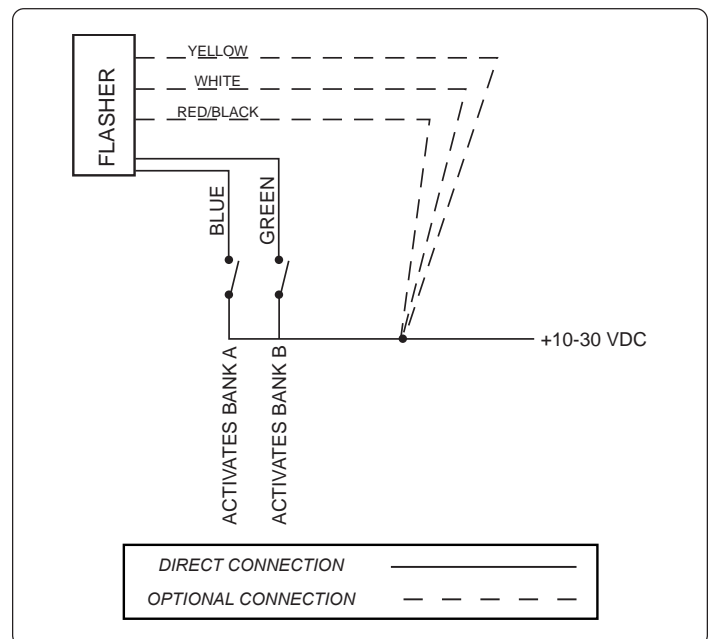 YELLOW
WHITE
RED/BLACK
FLASHER
BLUE
GREEN
+10-30 VDC
ACTIVATES BANK A
ACTIVATES BANK B
DIRECT CONNECTION
OPTIONAL CONNECTION